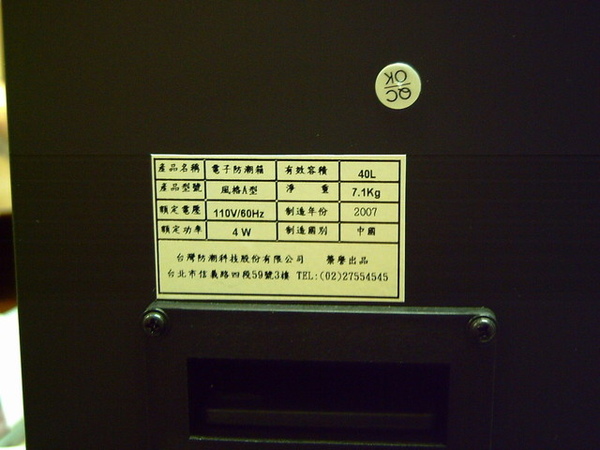 QC
OK
產品名稱 電子防潮箱 有效容積 40L
產品型號 風格A型 淨重 7.1Kg
額定電壓 110V/60Hz 制造年份 2007
額定功率 4W 制造國別 中國
台灣防潮科技股份有限公司 榮譽出品
台北市信義路四段59號3樓 TEL:(02)27554545